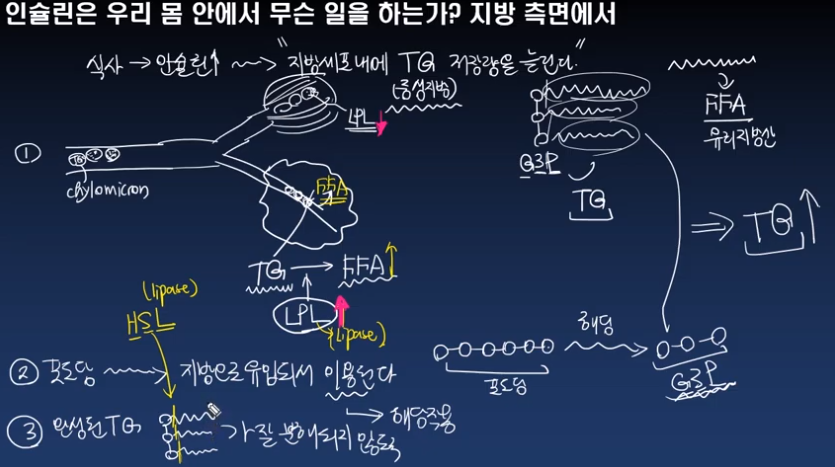 인슐린은 우리 몸 안에서 무슨 일을 하는가? 지방 측면에서
식사 → 인슐린↑ ⟿ "지방세포내에 TG 저장량을 늘린다."
(중성지방)
LPL↓
FFA
유리지방산
G3P
TG
⇒ TG↑
①
TG
chylomicron
FFA
TG → FFA↑
LPL↑
(lipase)
(lipase)
HSL
해당
포도당
G3P
② 포도당 → 지방으로 유입되서 이용된다
→ 해당작용
③ 완성된 TG 가 잘 분해되지 않도록